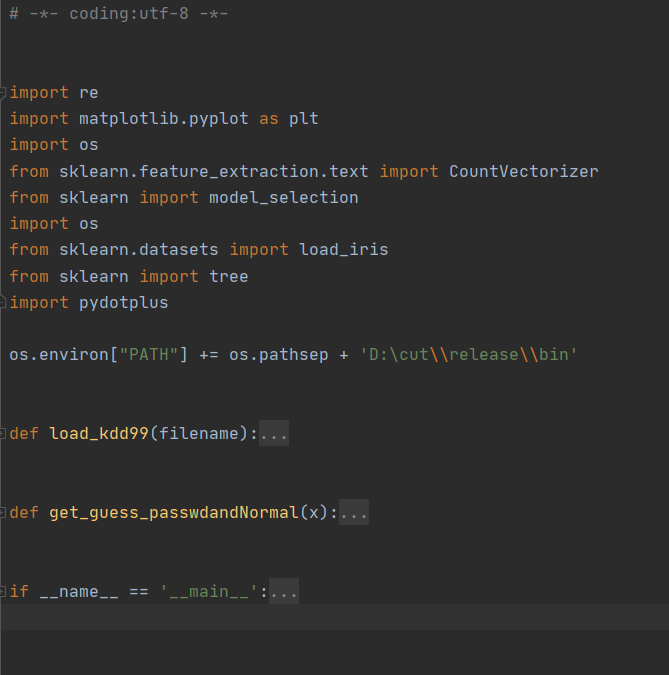 # -*- coding:utf-8 -*-
import re
import matplotlib.pyplot as plt
import os
from sklearn.feature_extraction.text import CountVectorizer
from sklearn import model_selection
import os
from sklearn.datasets import load_iris
from sklearn import tree
import pydotplus
os.environ["PATH"] += os.pathsep + 'D:\cut\\release\\bin'
def load_kdd99(filename):...
def get_guess_passwdandNormal(x):...
if __name__ == '__main__':...